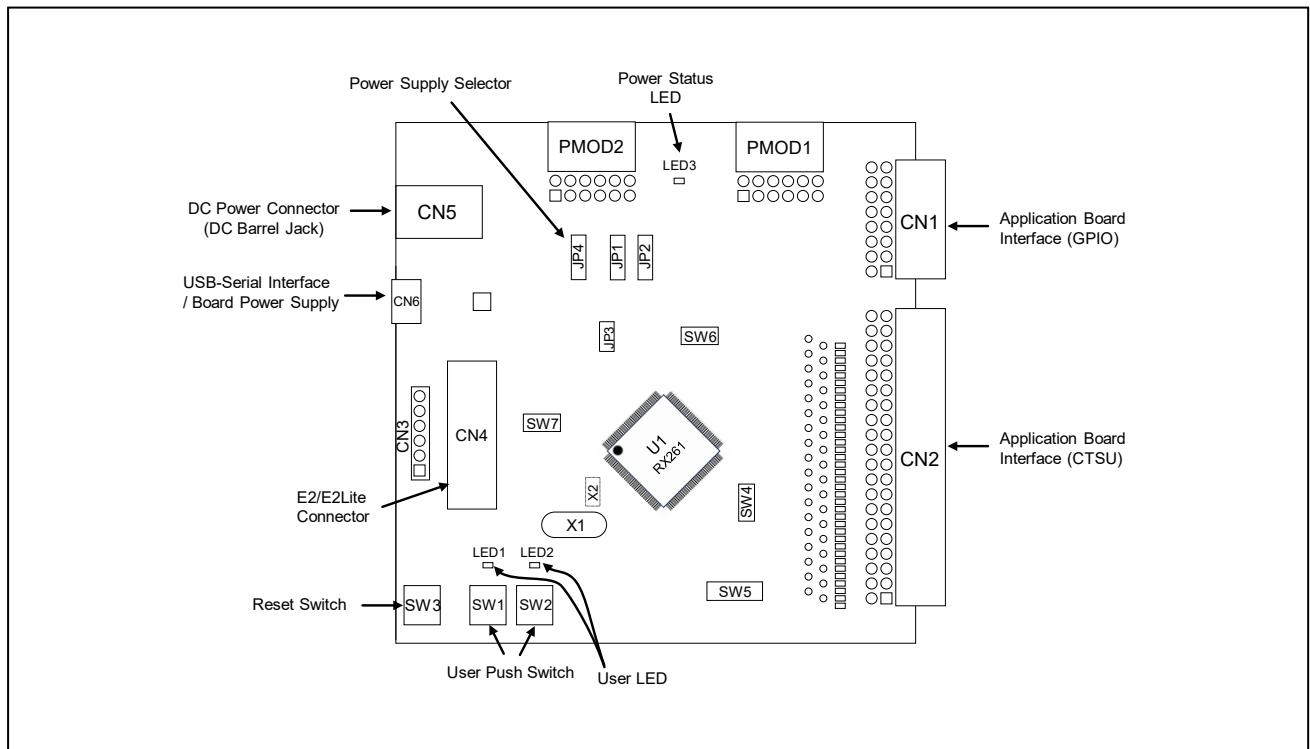 Power Supply Selector
Power Status
LED
PMOD2
LED3
PMOD1
DC Power Connector
(DC Barrel Jack)
CN5
CN1
Application Board
Interface (GPIO)
JP4
JP1
JP2
USB-Serial Interface
/ Board Power Supply
CN6
JP3
SW6
CN3
CN4
SW7
U1
RX261
CN2
Application Board
Interface (CTSU)
E2/E2Lite
Connector
X2
SW4
X1
LED1
LED2
Reset Switch
SW3
SW1
SW2
SW5
User Push Switch
User LED